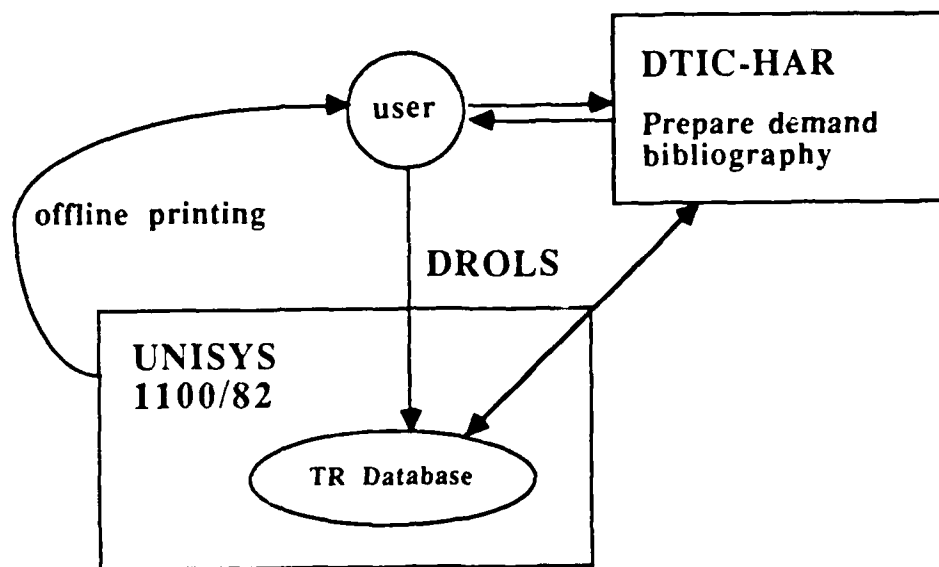 DTIC-HAR
user
Prepare demand
bibliography
offline printing
DROLS
UNISYS
1100/82
TR Database